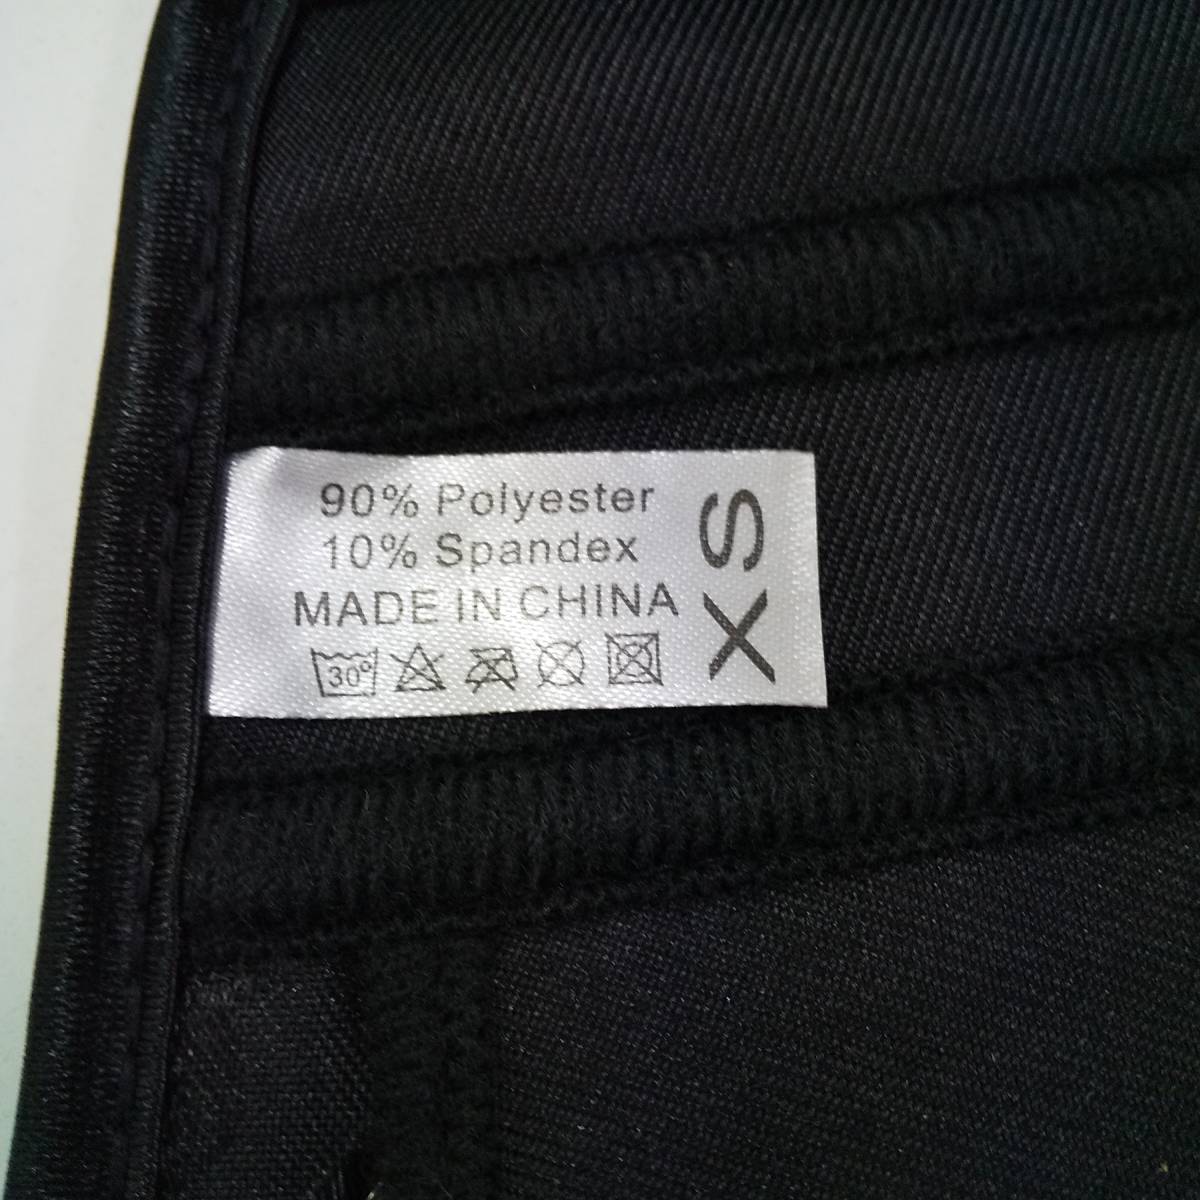 90% Polyester
10% Spandex
MADE IN CHINA
30°
XS